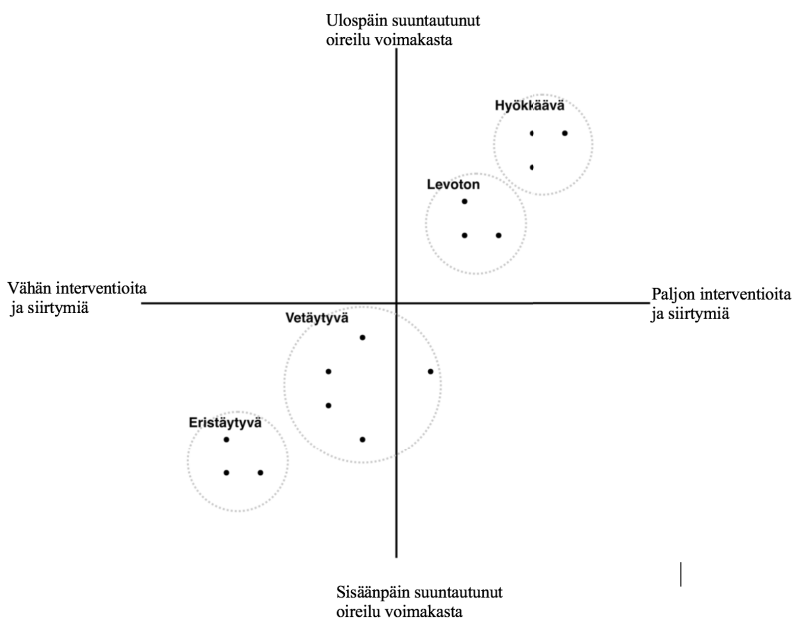 Ulospäin suuntautunut
oireilu voimakasta
Hyökkäävä
Levoton
Vähän interventioita
ja siirtymiä
Paljon interventioita
ja siirtymiä
Vetäytyvä
Eristäytyvä
Sisäänpäin suuntautunut
oireilu voimakasta